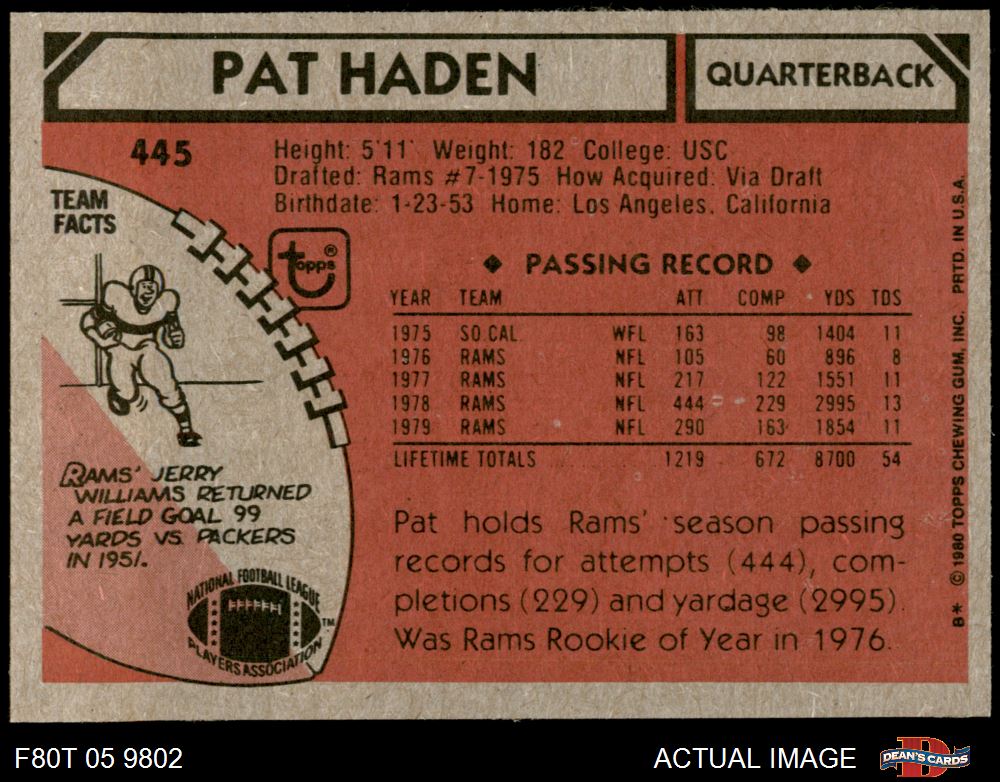 PAT HADEN
QUARTERBACK
445
Height: 5'11" Weight: 182 College: USC
Drafted: Rams #7-1975 How Acquired: Via Draft
Birthdate: 1-23-53 Home: Los Angeles, California
TEAM
FACTS
topps®
◆ PASSING RECORD ◆
YEAR TEAM ATT COMP YDS TDS
1975 SO.CAL. WFL 163 98 1404 11
1976 RAMS NFL 105 60 896 8
1977 RAMS NFL 217 122 1551 11
1978 RAMS NFL 444 229 2995 13
1979 RAMS NFL 290 163 1854 11
LIFETIME TOTALS 1219 672 8700 54
RAMS' JERRY
WILLIAMS RETURNED
A FIELD GOAL 99
YARDS VS. PACKERS
IN 1951.
NATIONAL FOOTBALL LEAGUE
PLAYERS ASSOCIATION
TM
Pat holds Rams' season passing
records for attempts (444), com-
pletions (229) and yardage (2995).
Was Rams Rookie of Year in 1976.
8* © 1980 TOPPS CHEWING GUM, INC. PRTD. IN U.S.A.
F80T 05 9802
ACTUAL IMAGE
DEAN'S CARDS